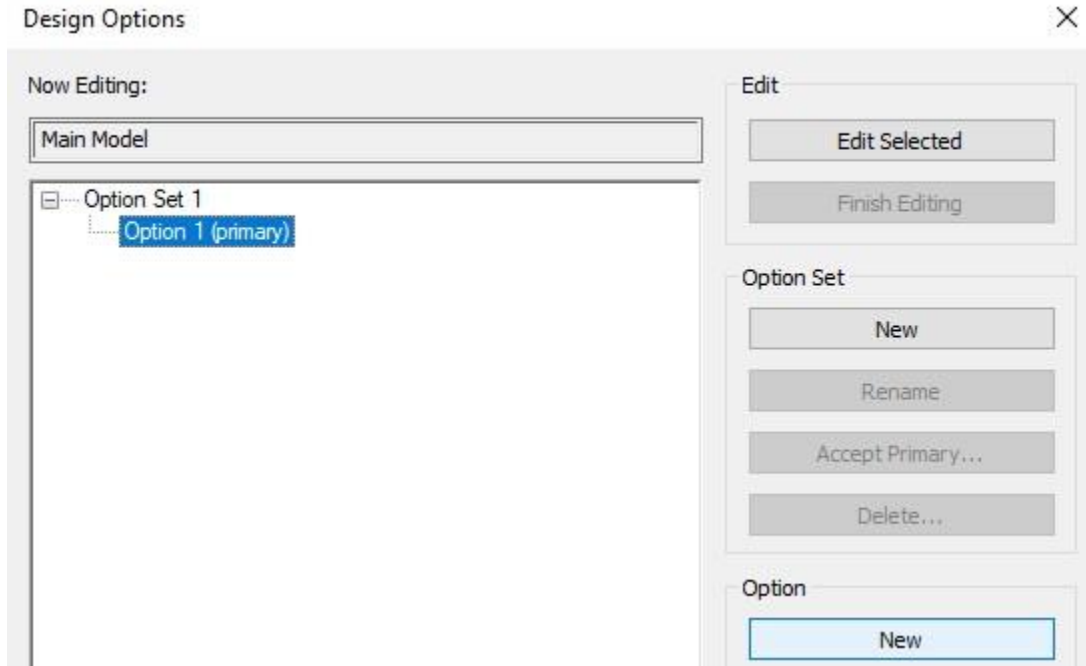 Design Options
Now Editing:
Main Model
Option Set 1
Option 1 (primary)
Edit
Edit Selected
Finish Editing
Option Set
New
Rename
Accept Primary...
Delete...
Option
New